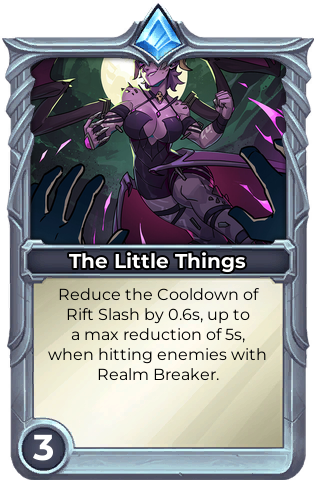 The Little Things
Reduce the Cooldown of
Rift Slash by 0.6s, up to
a max reduction of 5s,
when hitting enemies with
Realm Breaker.
3